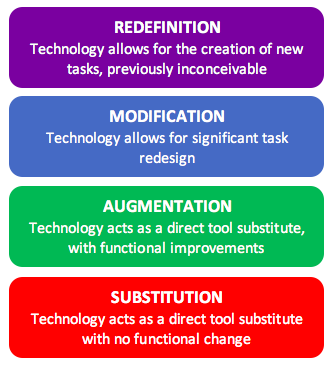 REDEFINITION
Technology allows for the creation of new
tasks, previously inconceivable
MODIFICATION
Technology allows for significant task
redesign
AUGMENTATION
Technology acts as a direct tool substitute,
with functional improvements
SUBSTITUTION
Technology acts as a direct tool substitute
with no functional change